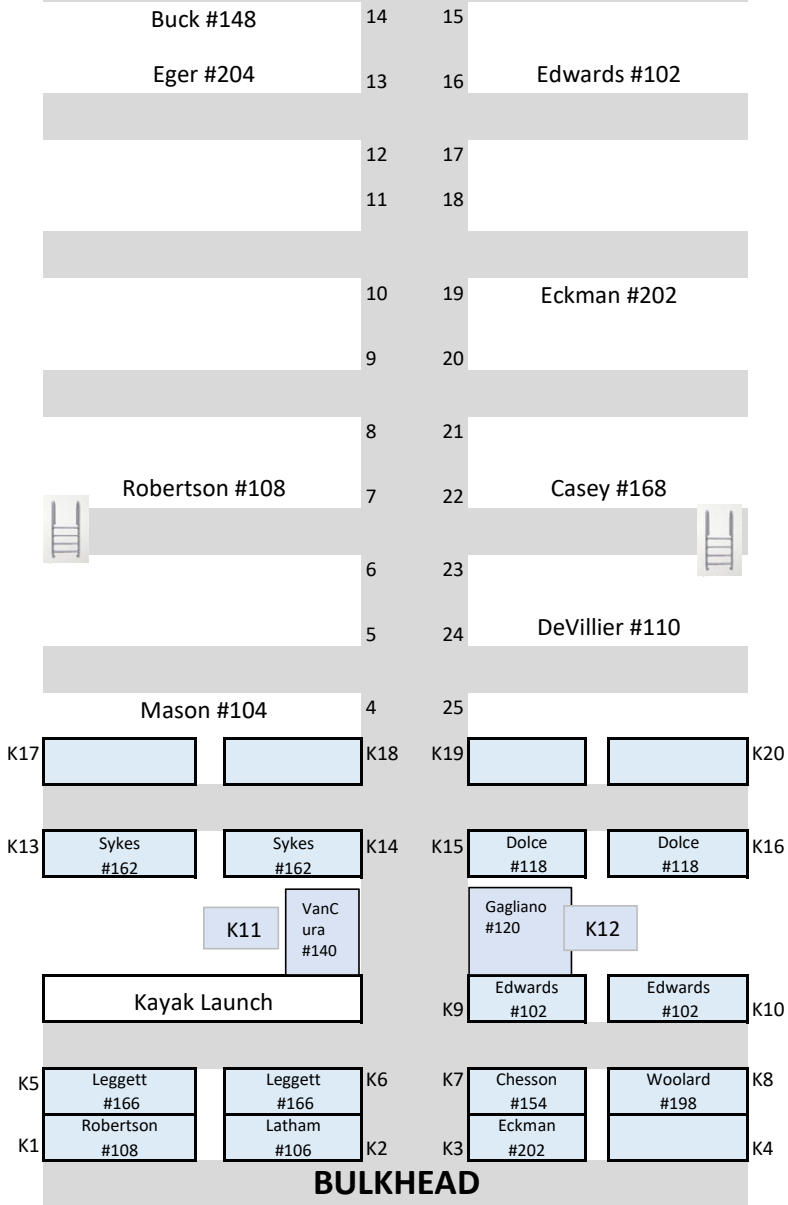 Buck #148 14 15
Eger #204 13 16 Edwards #102
12 17
11 18
10 19 Eckman #202
9 20
8 21
Robertson #108 7 22 Casey #168
6 23
5 24 DeVillier #110
Mason #104 4 25
K17 K18 K19 K20
K13 Sykes Sykes K14 K15 Dolce Dolce K16
#162 #162 #118 #118
K11 VanC Gagliano K12
ura #120
#140
Kayak Launch K9 Edwards Edwards K10
#102 #102
K5 Leggett Leggett K6 K7 Chesson Woolard K8
#166 #166 #154 #198
K1 Robertson Latham K2 K3 Eckman K4
#108 #106 #202
BULKHEAD